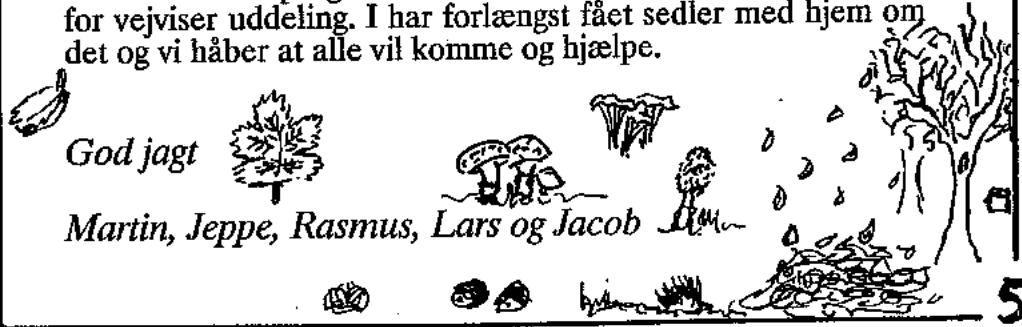 for vejviser uddeling. I har forlængst fået sedler med hjem om
det og vi håber at alle vil komme og hjælpe.
God jagt
Martin, Jeppe, Rasmus, Lars og Jacob
5